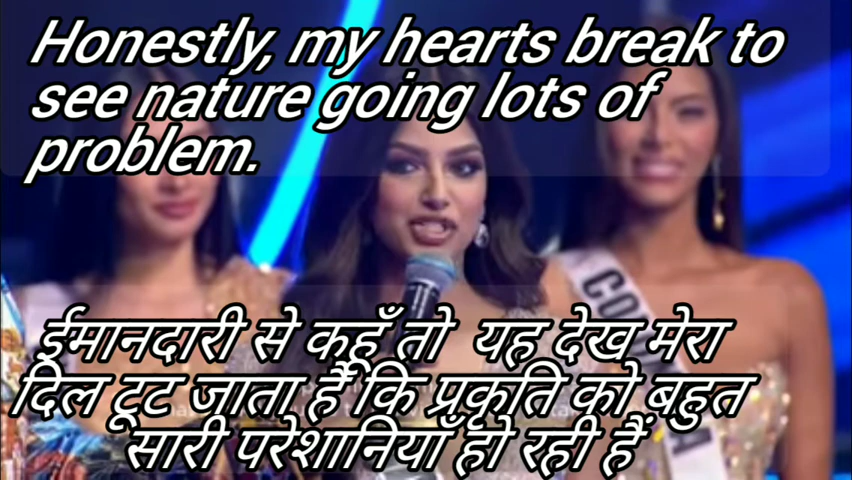 Honestly, my hearts break to
see nature going lots of
problem.
ईमानदारी से कहूँ तो यह देख मेरा
दिल टूट जाता है कि प्रकृति को बहुत
सारी परेशानियाँ हो रही हैं
CO